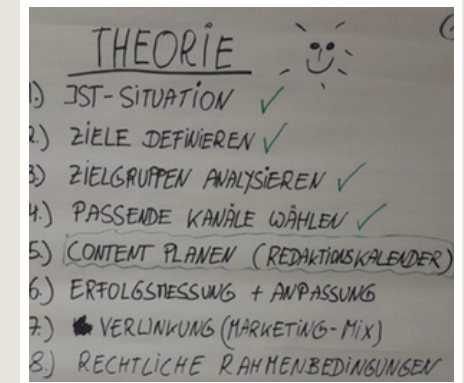 THEORIE
1.) IST-SITUATION ✓
2.) ZIELE DEFINIEREN ✓
3.) ZIELGRUPPEN ANALYSIEREN ✓
4.) PASSENDE KANÄLE WÄHLEN ✓
5.) CONTENT PLANEN (REDAKTIONSKALENDER)
6.) ERFOLGSMESSUNG + ANPASSUNG
7.) VERLINKUNG (MARKETING-MIX)
8.) RECHTLICHE RAHMENBEDINGUNGEN